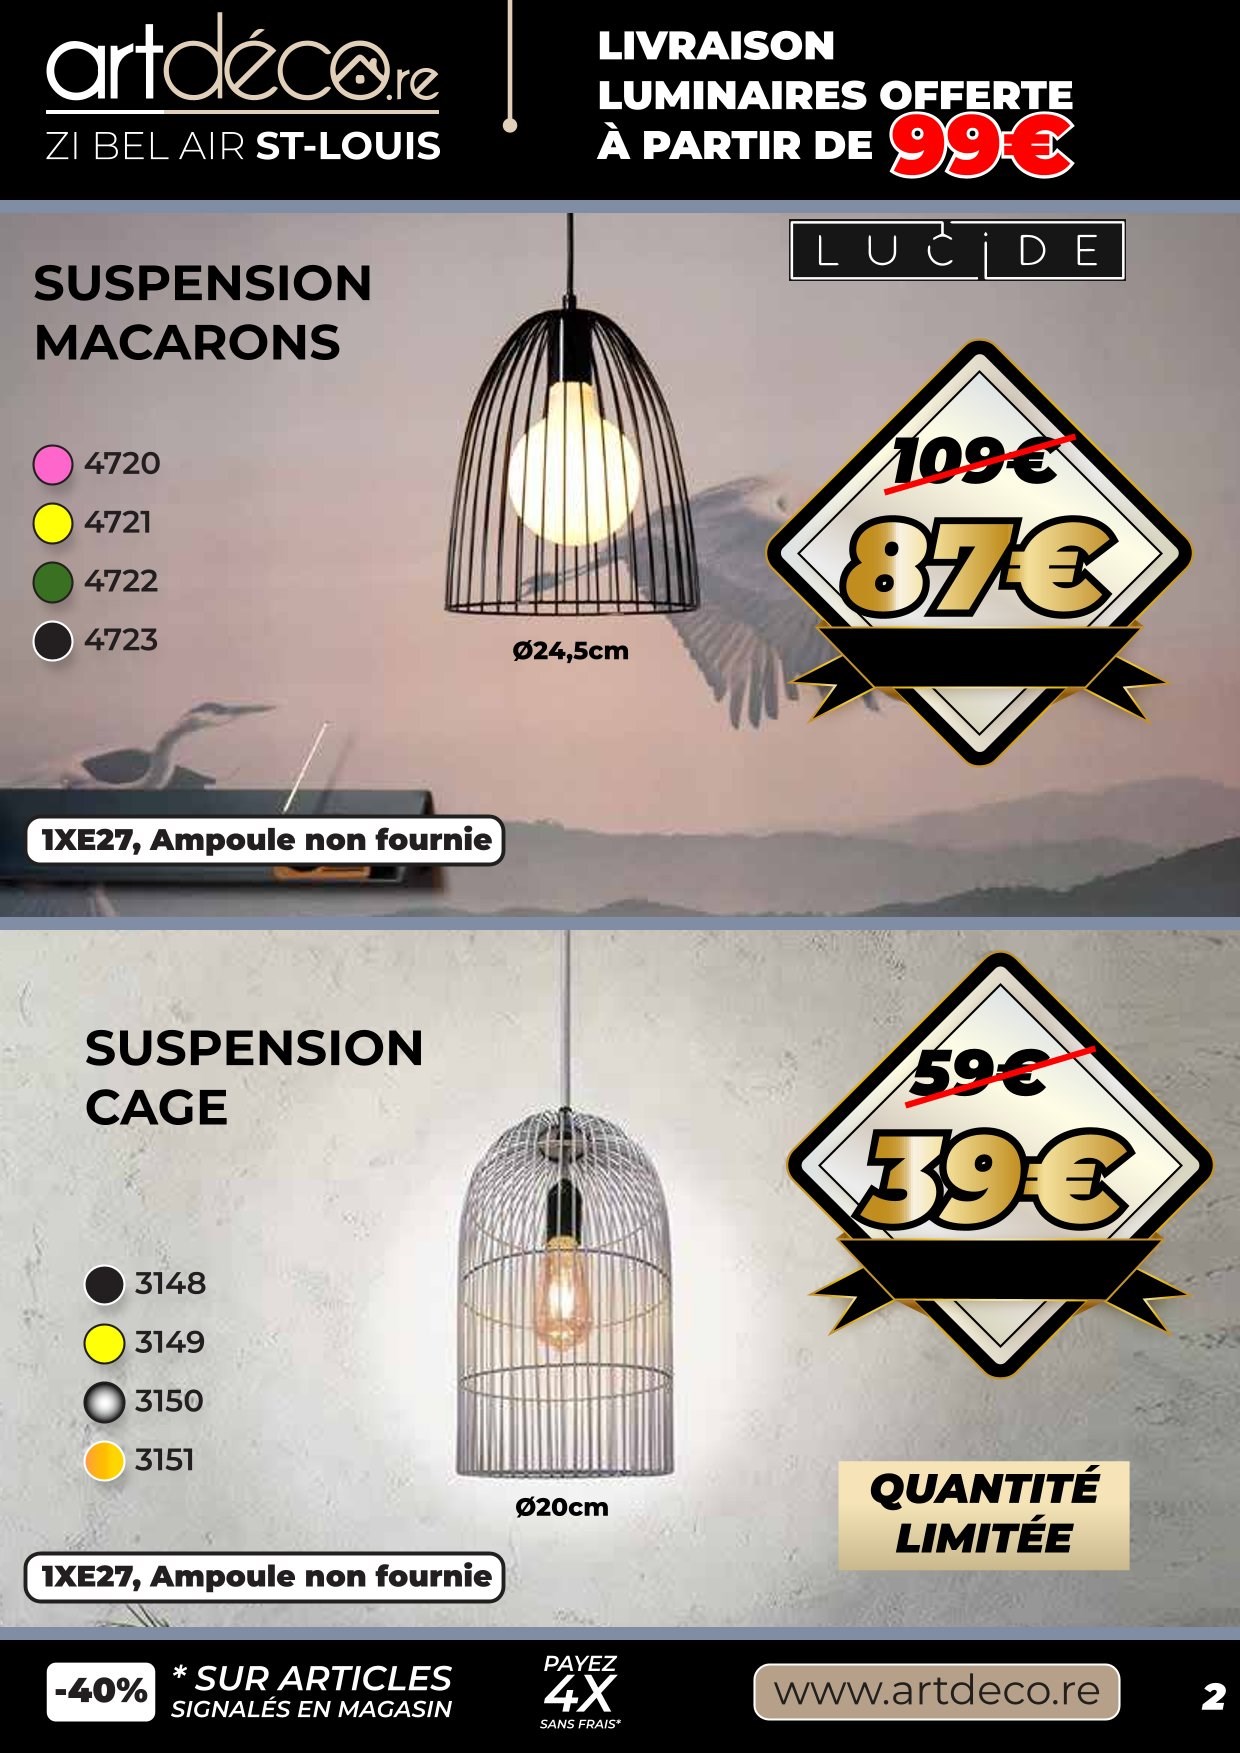 artdéco.re
ZI BEL AIR ST-LOUIS
LIVRAISON
LUMINAIRES OFFERTE
À PARTIR DE 99€
LUCiDE
SUSPENSION
MACARONS
109€
87€
4720
4721
4722
4723
Ø24,5cm
1XE27, Ampoule non fournie
SUSPENSION
CAGE
59€
39€
3148
3149
3150
3151
Ø20cm
QUANTITÉ
LIMITÉE
1XE27, Ampoule non fournie
-40% * SUR ARTICLES
SIGNALÉS EN MAGASIN
PAYEZ
4X
SANS FRAIS*
www.artdeco.re
2